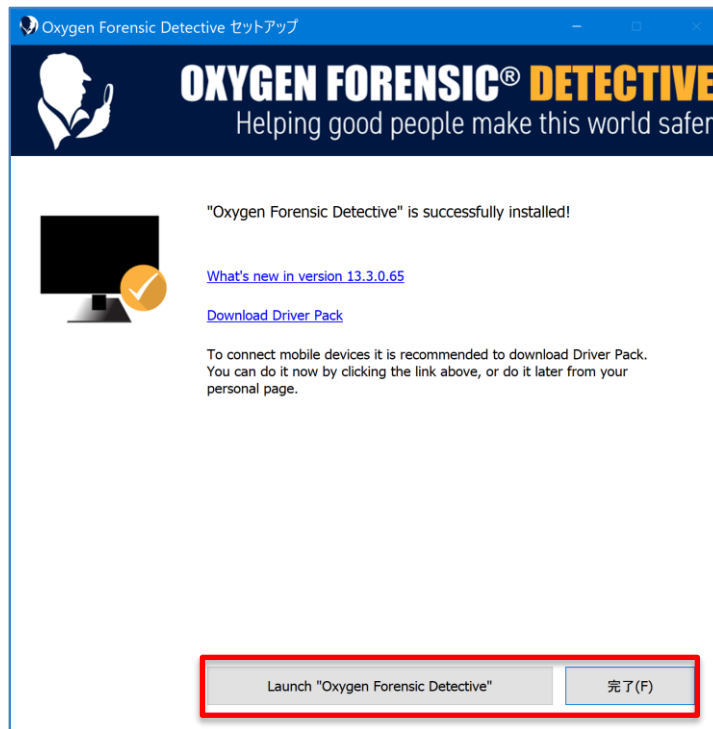 Oxygen Forensic Detective セットアップ
OXYGEN FORENSIC® DETECTIVE
Helping good people make this world safer
"Oxygen Forensic Detective" is successfully installed!
What's new in version 13.3.0.65
Download Driver Pack
To connect mobile devices it is recommended to download Driver Pack.
You can do it now by clicking the link above, or do it later from your
personal page.
Launch "Oxygen Forensic Detective"
完了(F)